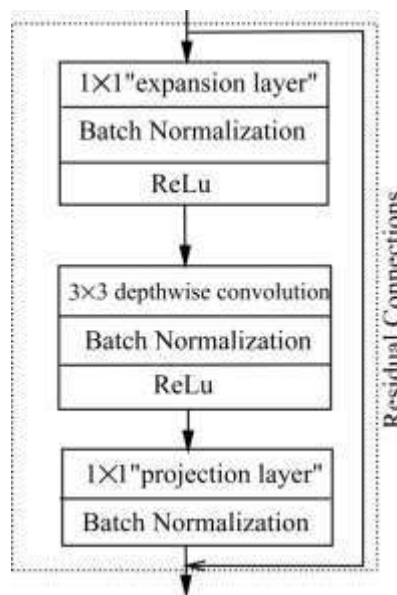 1×1"expansion layer"
Batch Normalization
ReLu
3×3 depthwise convolution
Batch Normalization
ReLu
1×1"projection layer"
Batch Normalization
Residual Connections